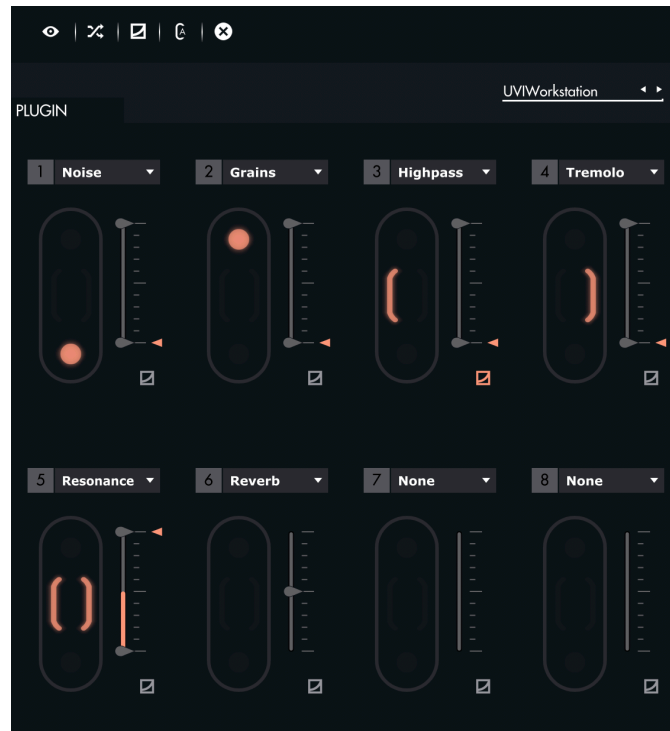 A
UVIWorkstation
PLUGIN
1 Noise
2 Grains
3 Highpass
4 Tremolo
5 Resonance
6 Reverb
7 None
8 None